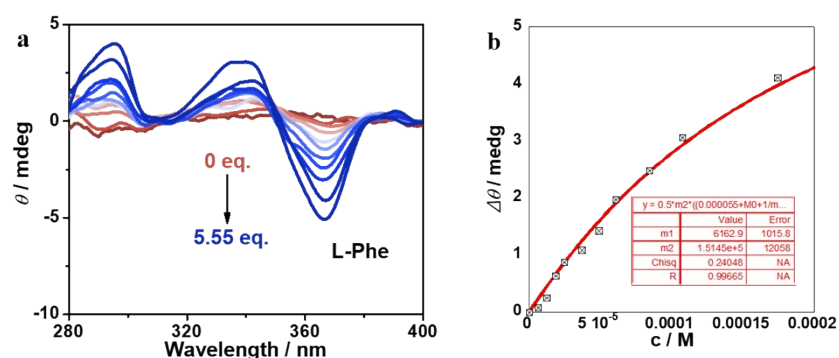 a
5
0
-5
-10
θ / mdeg
0 eq.
5.55 eq.
L-Phe
280 320 360 400
Wavelength / nm
b
5
4
3
2
1
0
Δθ / medg
y = 0.5*m2*((0.000055+M0+1/m...
Value Error
m1 6162.9 1015.8
m2 1.5145e+5 12058
Chisq 0.24048 NA
R 0.99665 NA
0 5 10⁻⁵ 0.0001 0.00015 0.0002
c / M